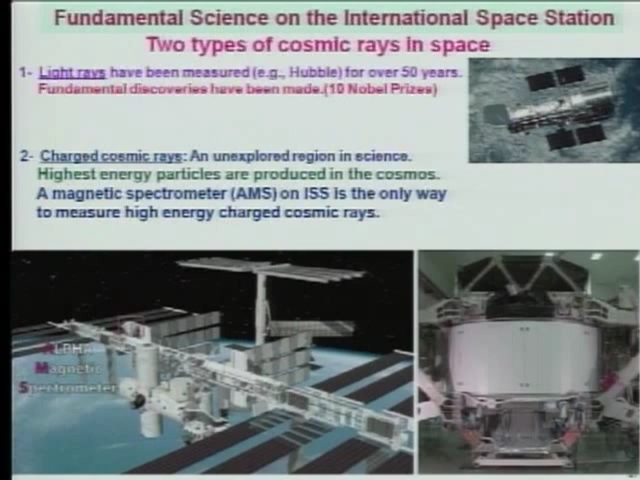 Fundamental Science on the International Space Station
Two types of cosmic rays in space
1- Light rays have been measured (e.g., Hubble) for over 50 years.
Fundamental discoveries have been made.(10 Nobel Prizes)
2- Charged cosmic rays: An unexplored region in science.
Highest energy particles are produced in the cosmos.
A magnetic spectrometer (AMS) on ISS is the only way
to measure high energy charged cosmic rays.
ALPHA
Magnetic
Spectrometer